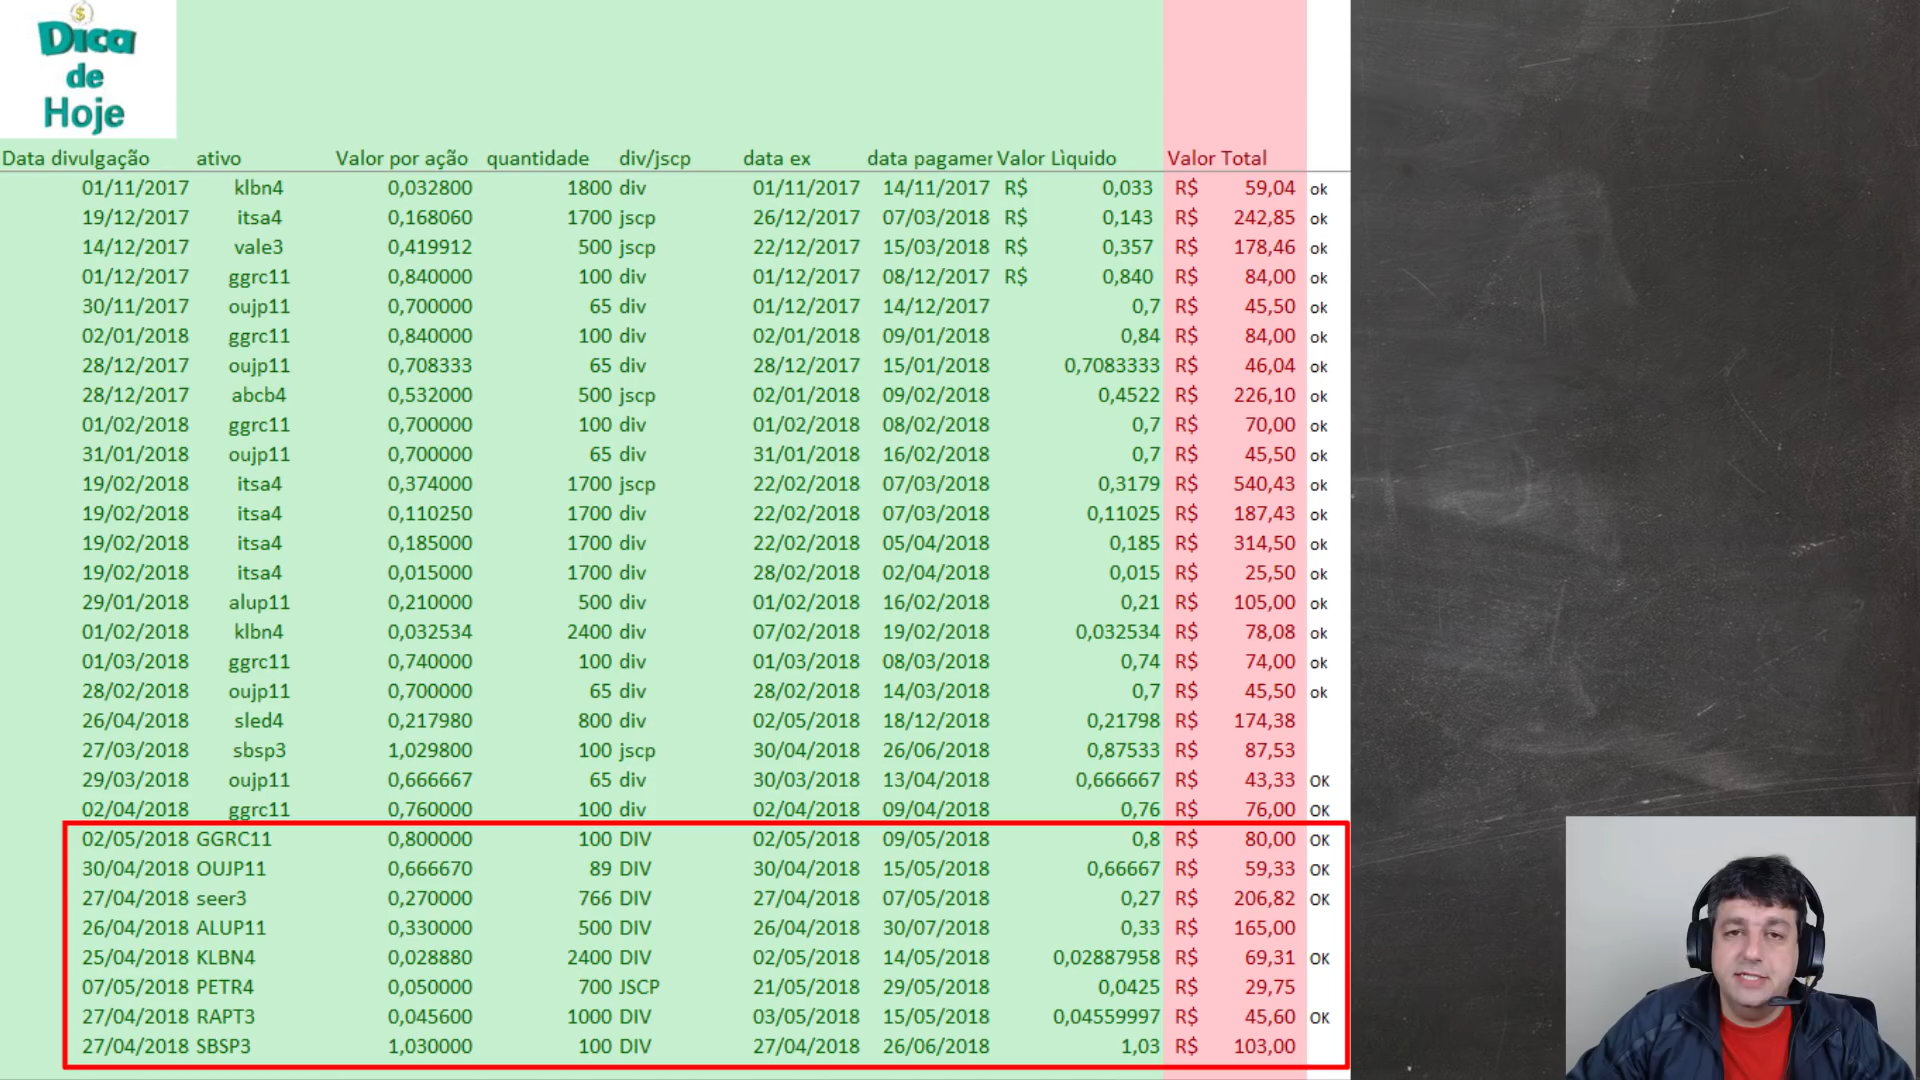 $
Dica
de
Hoje
Data divulgação ativo Valor por ação quantidade div/jscp data ex data pagamer Valor Lìquido Valor Total
01/11/2017 klbn4 0,032800 1800 div 01/11/2017 14/11/2017 R$ 0,033 R$ 59,04 ok
19/12/2017 itsa4 0,168060 1700 jscp 26/12/2017 07/03/2018 R$ 0,143 R$ 242,85 ok
14/12/2017 vale3 0,419912 500 jscp 22/12/2017 15/03/2018 R$ 0,357 R$ 178,46 ok
01/12/2017 ggrc11 0,840000 100 div 01/12/2017 08/12/2017 R$ 0,840 R$ 84,00 ok
30/11/2017 oujp11 0,700000 65 div 01/12/2017 14/12/2017 0,7 R$ 45,50 ok
02/01/2018 ggrc11 0,840000 100 div 02/01/2018 09/01/2018 0,84 R$ 84,00 ok
28/12/2017 oujp11 0,708333 65 div 28/12/2017 15/01/2018 0,7083333 R$ 46,04 ok
28/12/2017 abcb4 0,532000 500 jscp 02/01/2018 09/02/2018 0,4522 R$ 226,10 ok
01/02/2018 ggrc11 0,700000 100 div 01/02/2018 08/02/2018 0,7 R$ 70,00 ok
31/01/2018 oujp11 0,700000 65 div 31/01/2018 16/02/2018 0,7 R$ 45,50 ok
19/02/2018 itsa4 0,374000 1700 jscp 22/02/2018 07/03/2018 0,3179 R$ 540,43 ok
19/02/2018 itsa4 0,110250 1700 div 22/02/2018 07/03/2018 0,11025 R$ 187,43 ok
19/02/2018 itsa4 0,185000 1700 div 22/02/2018 05/04/2018 0,185 R$ 314,50 ok
19/02/2018 itsa4 0,015000 1700 div 28/02/2018 02/04/2018 0,015 R$ 25,50 ok
29/01/2018 alup11 0,210000 500 div 01/02/2018 16/02/2018 0,21 R$ 105,00 ok
01/02/2018 klbn4 0,032534 2400 div 07/02/2018 19/02/2018 0,032534 R$ 78,08 ok
01/03/2018 ggrc11 0,740000 100 div 01/03/2018 08/03/2018 0,74 R$ 74,00 ok
28/02/2018 oujp11 0,700000 65 div 28/02/2018 14/03/2018 0,7 R$ 45,50 ok
26/04/2018 sled4 0,217980 800 div 02/05/2018 18/12/2018 0,21798 R$ 174,38
27/03/2018 sbsp3 1,029800 100 jscp 30/04/2018 26/06/2018 0,87533 R$ 87,53
29/03/2018 oujp11 0,666667 65 div 30/03/2018 13/04/2018 0,666667 R$ 43,33 OK
02/04/2018 ggrc11 0,760000 100 div 02/04/2018 09/04/2018 0,76 R$ 76,00 OK
02/05/2018 GGRC11 0,800000 100 DIV 02/05/2018 09/05/2018 0,8 R$ 80,00 OK
30/04/2018 OUJP11 0,666670 89 DIV 30/04/2018 15/05/2018 0,66667 R$ 59,33 OK
27/04/2018 seer3 0,270000 766 DIV 27/04/2018 07/05/2018 0,27 R$ 206,82 OK
26/04/2018 ALUP11 0,330000 500 DIV 26/04/2018 30/07/2018 0,33 R$ 165,00
25/04/2018 KLBN4 0,028880 2400 DIV 02/05/2018 14/05/2018 0,02887958 R$ 69,31 OK
07/05/2018 PETR4 0,050000 700 JSCP 21/05/2018 29/05/2018 0,0425 R$ 29,75
27/04/2018 RAPT3 0,045600 1000 DIV 03/05/2018 15/05/2018 0,04559997 R$ 45,60 OK
27/04/2018 SBSP3 1,030000 100 DIV 27/04/2018 26/06/2018 1,03 R$ 103,00